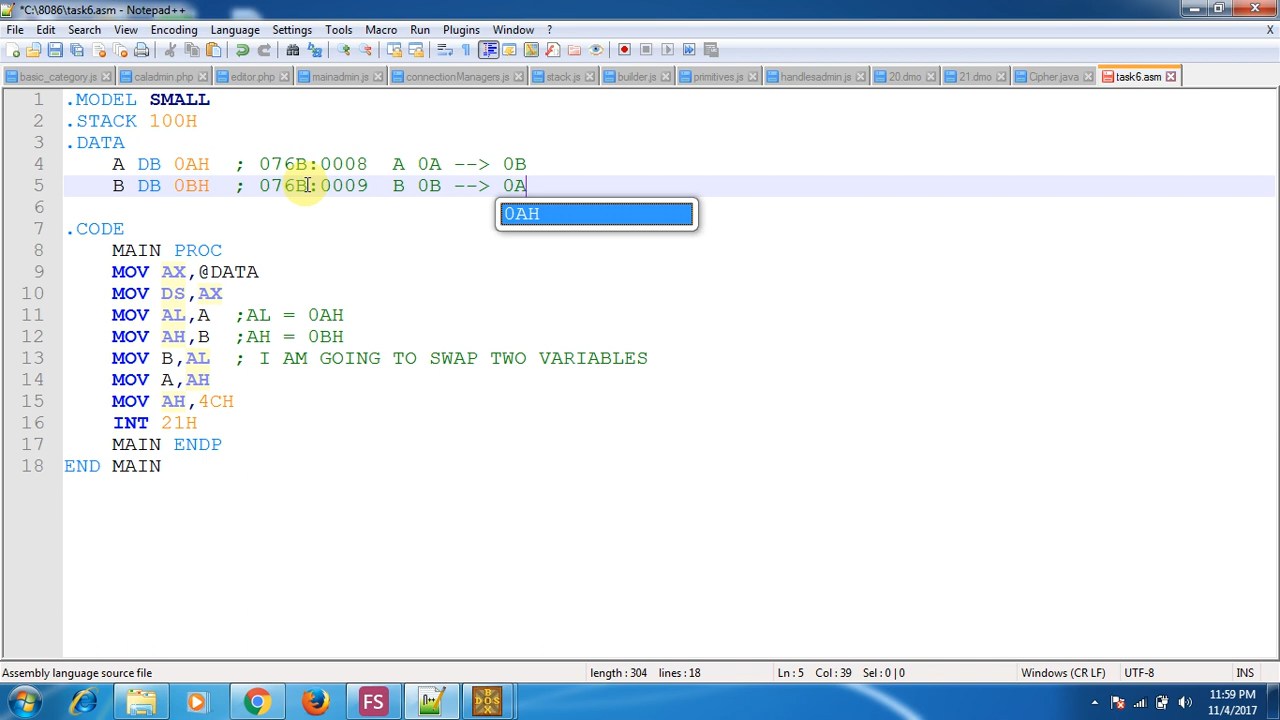 *C:\8086\task6.asm - Notepad++
File Edit Search View Encoding Language Settings Tools Macro Run Plugins Window ? X
basic_category.js caladmin.php editor.php mainadmin.js connectionManagers.js stack.js builder.js primitives.js handlesadmin.js 20.dmo 21.dmo Cipher.java task6.asm
1 .MODEL SMALL
2 .STACK 100H
3 .DATA
4 A DB 0AH ; 076B:0008 A 0A --> 0B
5 B DB 0BH ; 076B:0009 B 0B --> 0A
6 0AH
7 .CODE
8 MAIN PROC
9 MOV AX,@DATA
10 MOV DS,AX
11 MOV AL,A ;AL = 0AH
12 MOV AH,B ;AH = 0BH
13 MOV B,AL ; I AM GOING TO SWAP TWO VARIABLES
14 MOV A,AH
15 MOV AH,4CH
16 INT 21H
17 MAIN ENDP
18 END MAIN
Assembly language source file length : 304 lines : 18 Ln : 5 Col : 39 Sel : 0 | 0 Windows (CR LF) UTF-8 INS
FS
n++
DOS
11:59 PM
11/4/2017